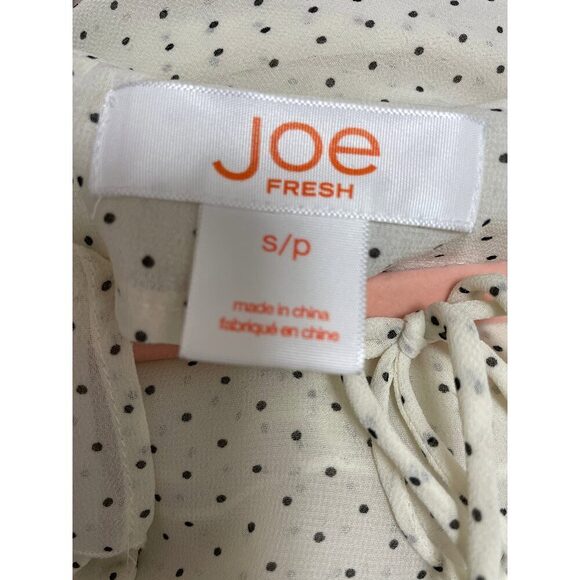 Joe
FRESH
s/p
made in china
fabriqué en chine